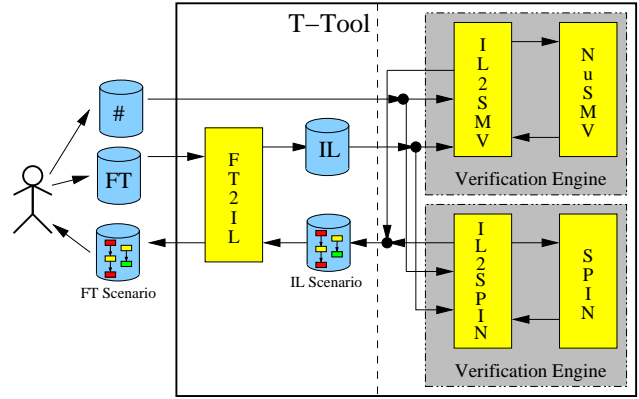 T-Tool
#
FT
FT Scenario
FT2IL
IL
IL Scenario
IL2SMV
NuSMV
Verification Engine
IL2SPIN
SPIN
Verification Engine